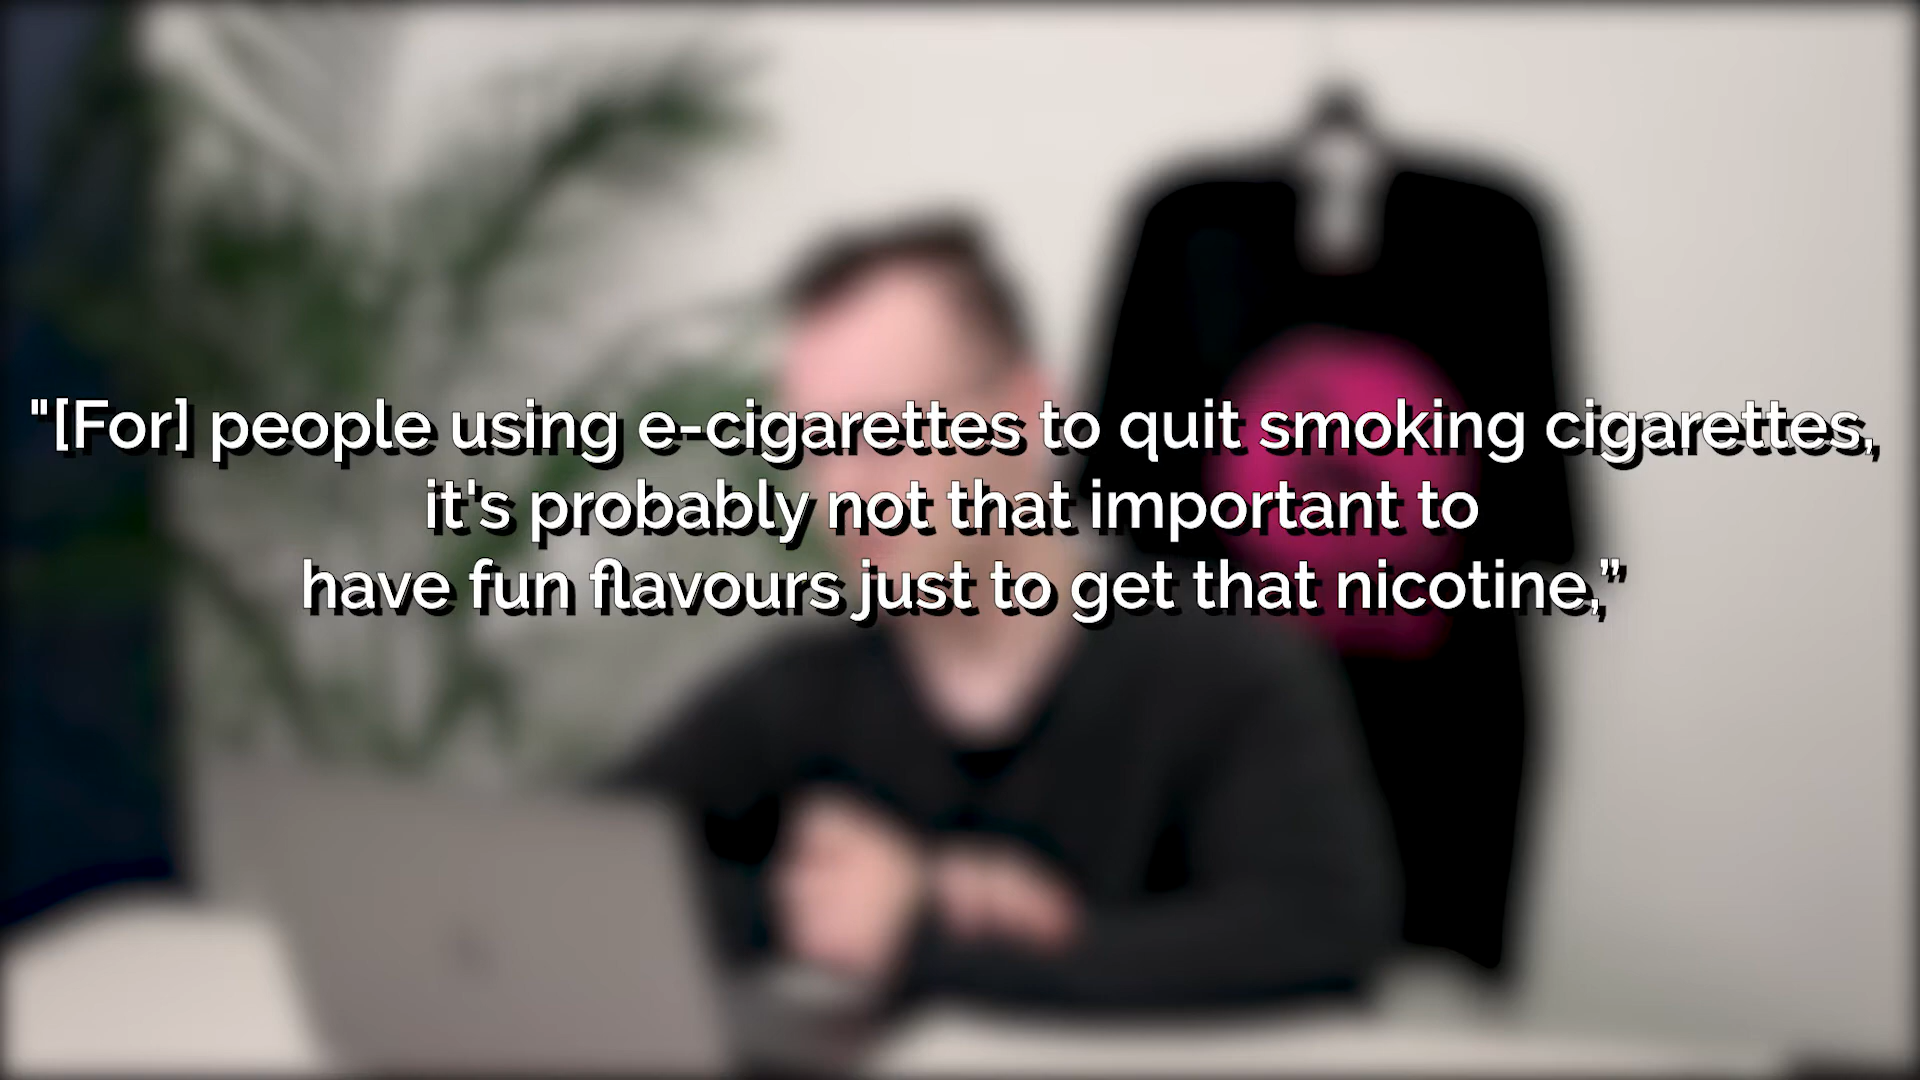 "[For] people using e-cigarettes to quit smoking cigarettes,
it's probably not that important to
have fun flavours just to get that nicotine,”